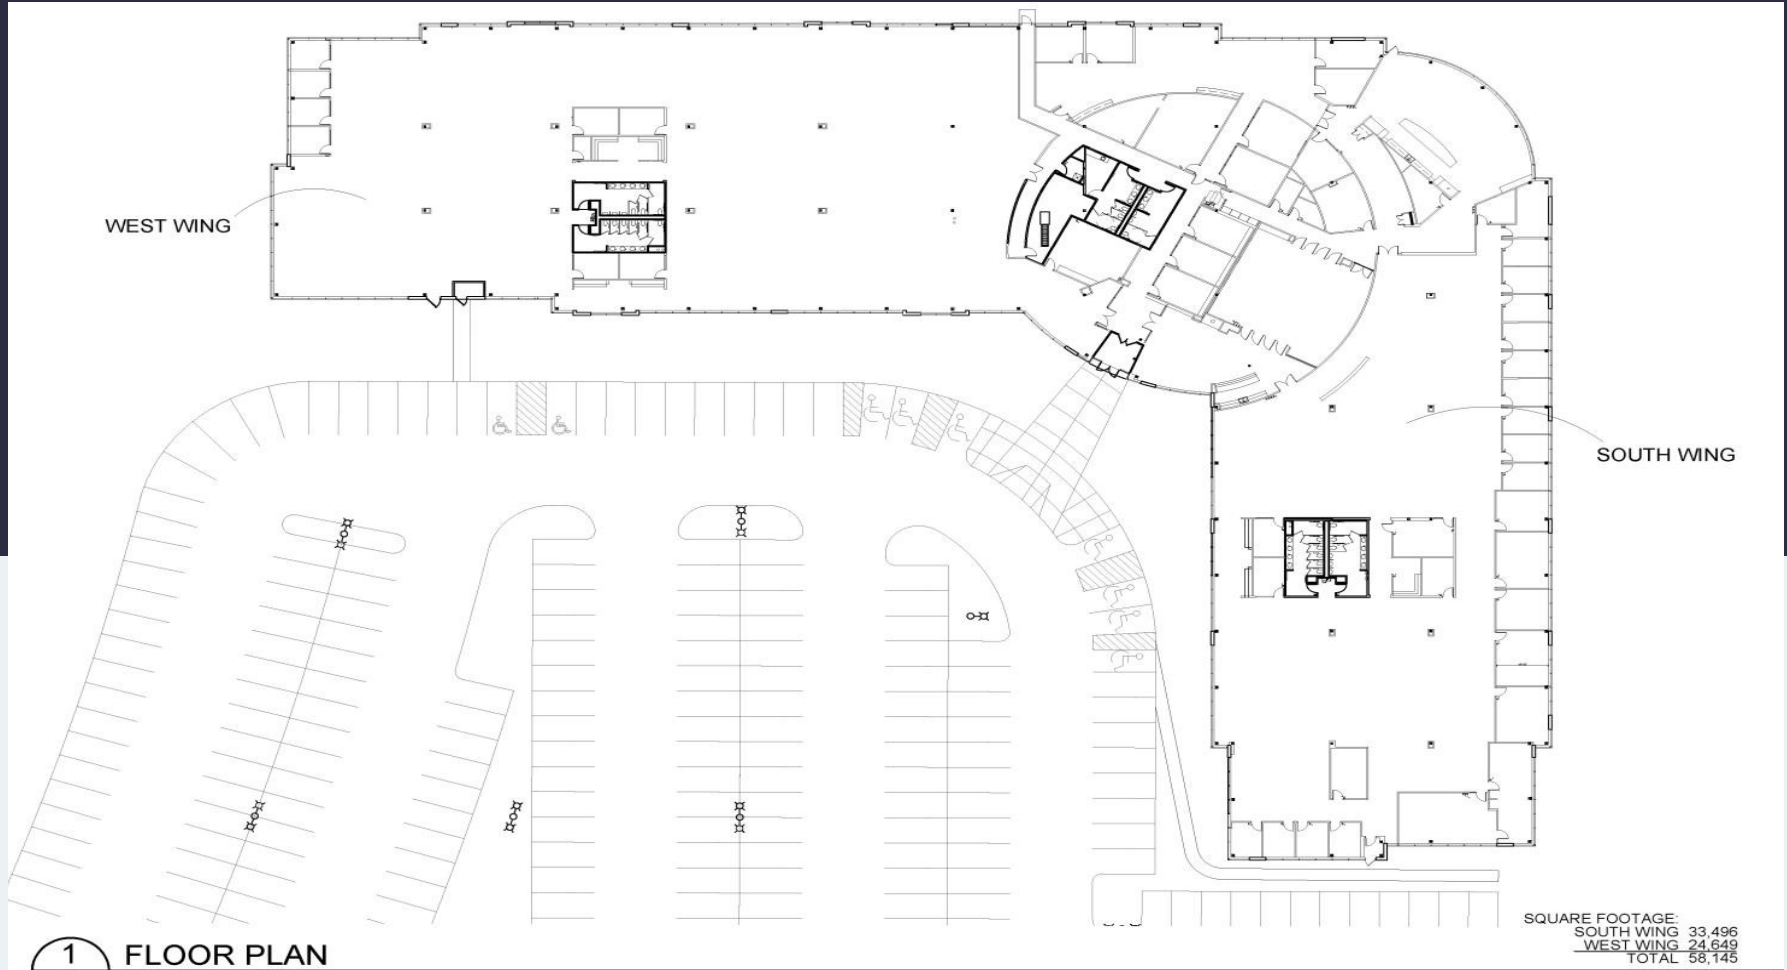 WEST WING
SOUTH WING
SQUARE FOOTAGE:
SOUTH WING 33,496
WEST WING 24,649
TOTAL 58,145
1 FLOOR PLAN